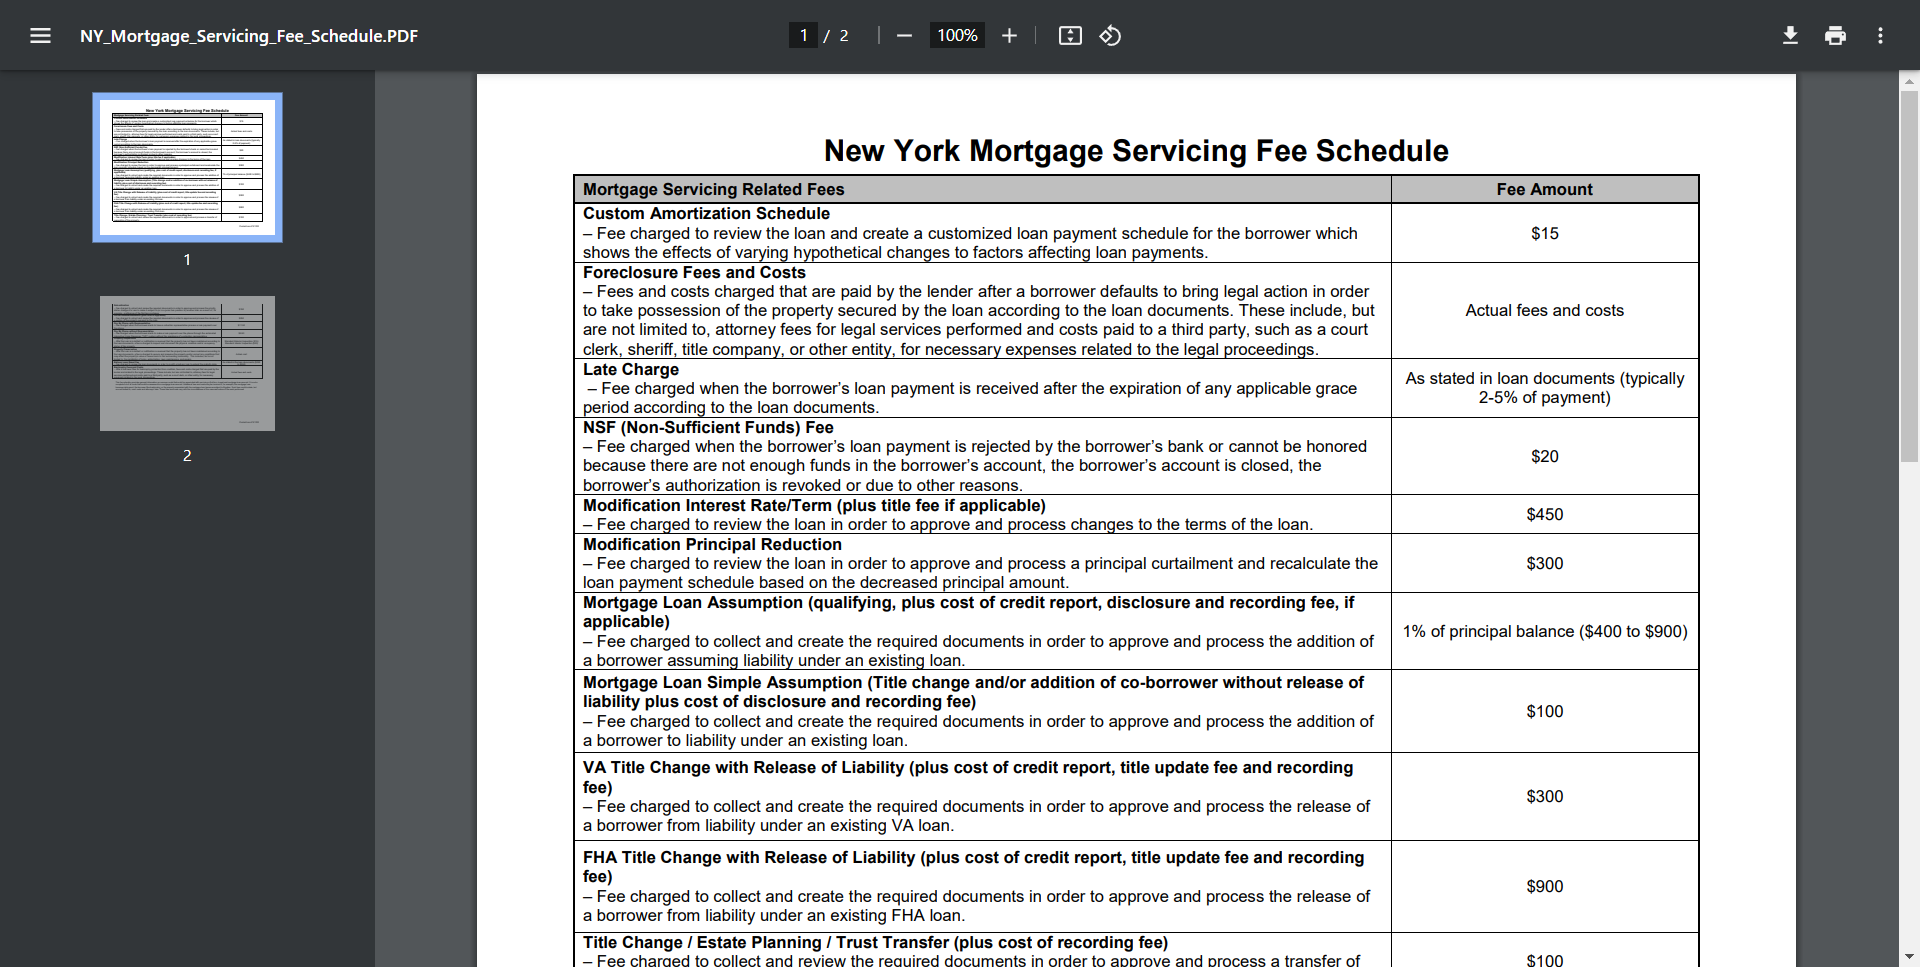 NY_Mortgage_Servicing_Fee_Schedule.PDF
1 / 2
100%
1
2
New York Mortgage Servicing Fee Schedule
Mortgage Servicing Related Fees
Fee Amount
Custom Amortization Schedule
– Fee charged to review the loan and create a customized loan payment schedule for the borrower which
shows the effects of varying hypothetical changes to factors affecting loan payments.
$15
Foreclosure Fees and Costs
– Fees and costs charged that are paid by the lender after a borrower defaults to bring legal action in order
to take possession of the property secured by the loan according to the loan documents. These include, but
are not limited to, attorney fees for legal services performed and costs paid to a third party, such as a court
clerk, sheriff, title company, or other entity, for necessary expenses related to the legal proceedings.
Actual fees and costs
Late Charge
– Fee charged when the borrower’s loan payment is received after the expiration of any applicable grace
period according to the loan documents.
As stated in loan documents (typically
2-5% of payment)
NSF (Non-Sufficient Funds) Fee
– Fee charged when the borrower’s loan payment is rejected by the borrower’s bank or cannot be honored
because there are not enough funds in the borrower’s account, the borrower’s account is closed, the
borrower’s authorization is revoked or due to other reasons.
$20
Modification Interest Rate/Term (plus title fee if applicable)
– Fee charged to review the loan in order to approve and process changes to the terms of the loan.
$450
Modification Principal Reduction
– Fee charged to review the loan in order to approve and process a principal curtailment and recalculate the
loan payment schedule based on the decreased principal amount.
$300
Mortgage Loan Assumption (qualifying, plus cost of credit report, disclosure and recording fee, if
applicable)
– Fee charged to collect and create the required documents in order to approve and process the addition of
a borrower assuming liability under an existing loan.
1% of principal balance ($400 to $900)
Mortgage Loan Simple Assumption (Title change and/or addition of co-borrower without release of
liability plus cost of disclosure and recording fee)
– Fee charged to collect and create the required documents in order to approve and process the addition of
a borrower to liability under an existing loan.
$100
VA Title Change with Release of Liability (plus cost of credit report, title update fee and recording
fee)
– Fee charged to collect and create the required documents in order to approve and process the release of
a borrower from liability under an existing VA loan.
$300
FHA Title Change with Release of Liability (plus cost of credit report, title update fee and recording
fee)
– Fee charged to collect and create the required documents in order to approve and process the release of
a borrower from liability under an existing FHA loan.
$900
Title Change / Estate Planning / Trust Transfer (plus cost of recording fee)
– Fee charged to collect and review the required documents in order to approve and process a transfer of
$100